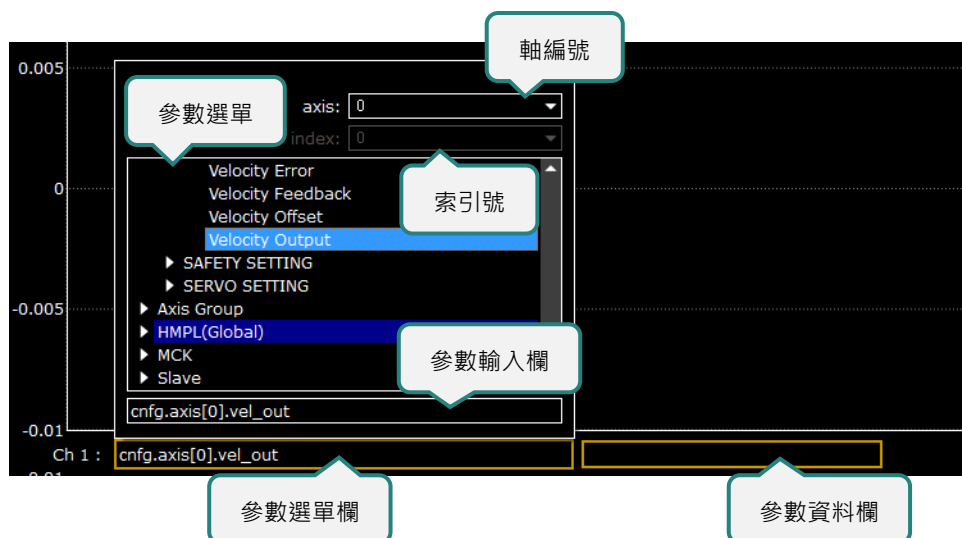 軸編號
0.005
參數選單
axis: 0
index: 0
Velocity Error
0
Velocity Feedback
索引號
Velocity Offset
Velocity Output
SAFETY SETTING
SERVO SETTING
-0.005
Axis Group
HMPL(Global)
MCK
參數輸入欄
Slave
cnfg.axis[0].vel_out
-0.01
Ch 1 : cnfg.axis[0].vel_out
參數選單欄
參數資料欄